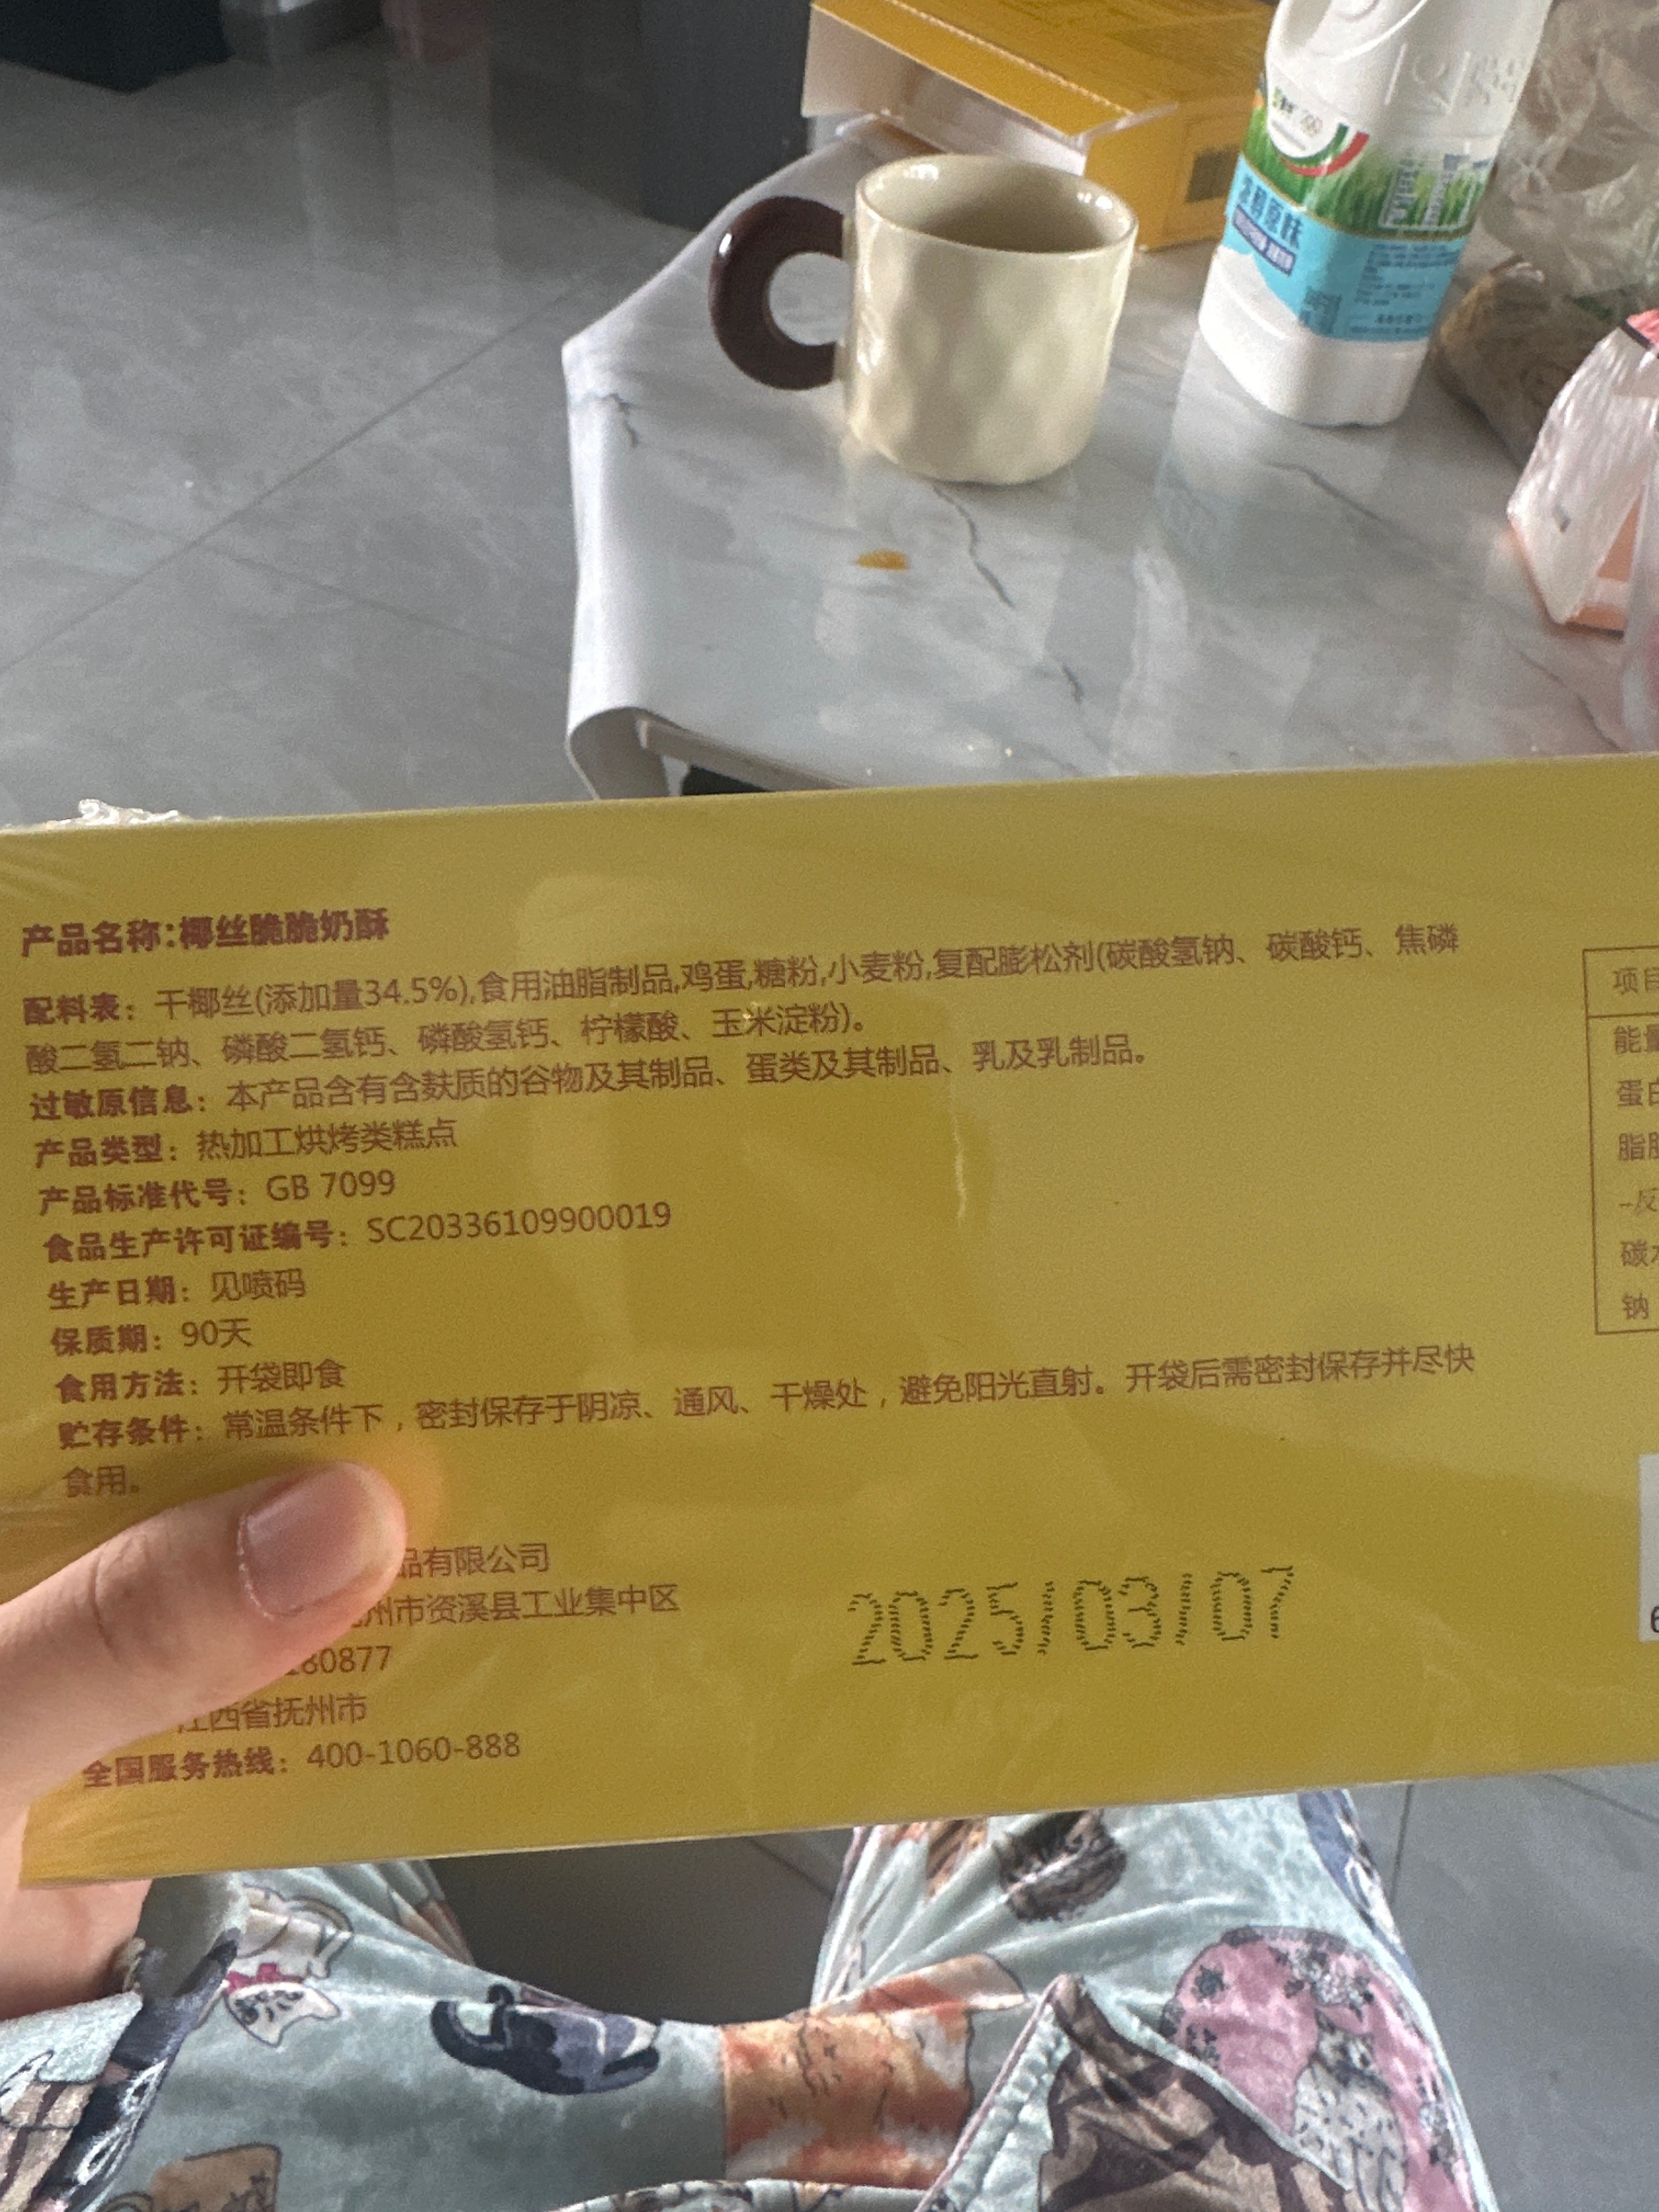 浓醇原味
产品名称:椰丝脆脆奶酥
配料表：干椰丝(添加量34.5%),食用油脂制品,鸡蛋,糖粉,小麦粉,复配膨松剂(碳酸氢钠、碳酸钙、焦磷
酸二氢二钠、磷酸二氢钙、磷酸氢钙、柠檬酸、玉米淀粉)。
过敏原信息：本产品含有含麸质的谷物及其制品、蛋类及其制品、乳及乳制品。
产品类型：热加工烘烤类糕点
产品标准代号：GB 7099
食品生产许可证编号：SC20336109900019
生产日期：见喷码
保质期：90天
食用方法：开袋即食
贮存条件：常温条件下，密封保存于阴凉、通风、干燥处，避免阳光直射。开袋后需密封保存并尽快
食用。
品有限公司
州市资溪县工业集中区
80877
江西省抚州市
全国服务热线：400-1060-888
2025/03/07
项目
能量
蛋白
脂肪
-反
碳水
钠
6